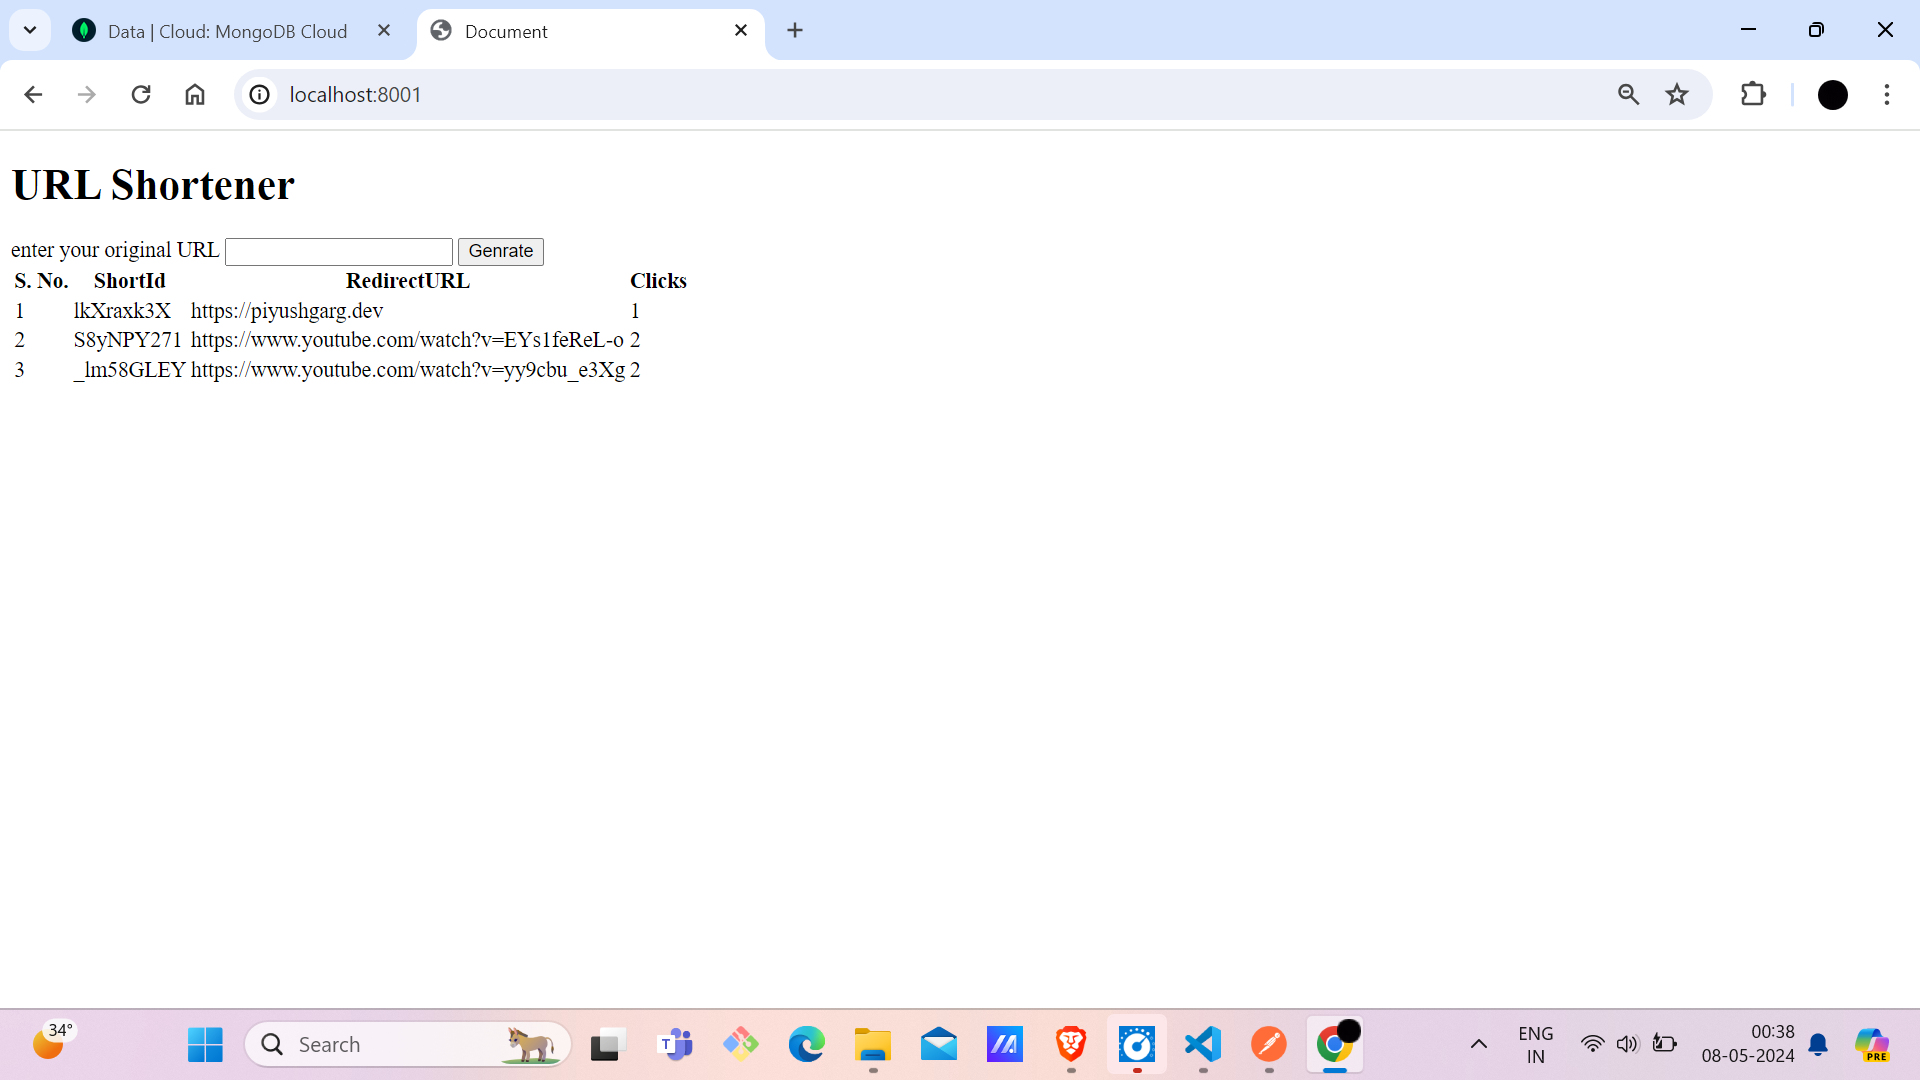 Data | Cloud: MongoDB Cloud
Document
localhost:8001
URL Shortener
enter your original URL Genrate
S. No. ShortId RedirectURL Clicks
1 lkXraxk3X https://piyushgarg.dev 1
2 S8yNPY271 https://www.youtube.com/watch?v=EYs1feReL-o 2
3 _lm58GLEY https://www.youtube.com/watch?v=yy9cbu_e3Xg 2
34°
Search
T
ENG
IN
00:38
08-05-2024
PRE